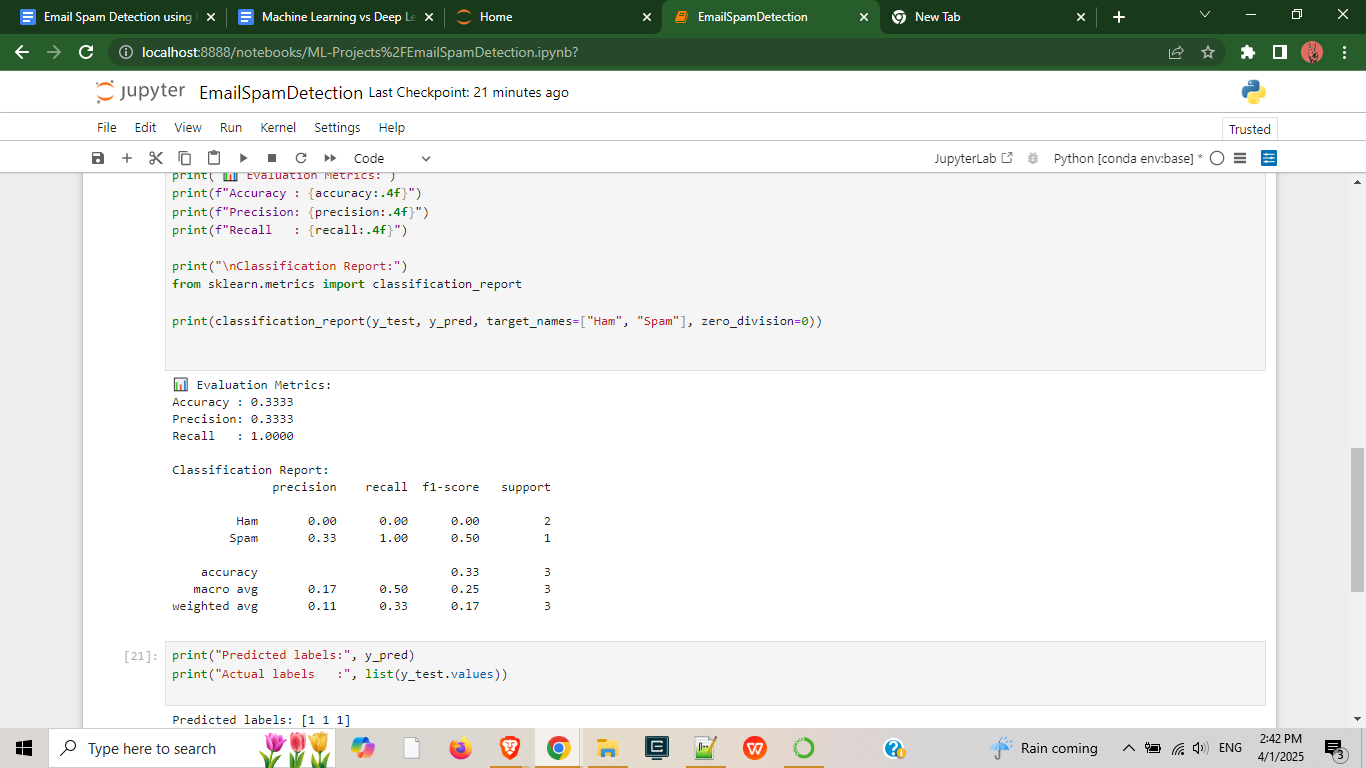 Email Spam Detection using
Machine Learning vs Deep Le
Home
EmailSpamDetection
New Tab
localhost:8888/notebooks/ML-Projects%2FEmailSpamDetection.ipynb?
jupyter EmailSpamDetection Last Checkpoint: 21 minutes ago
File Edit View Run Kernel Settings Help
Trusted
Code
JupyterLab
Python [conda env:base] *
print("📊 Evaluation Metrics:")
print(f"Accuracy : {accuracy:.4f}")
print(f"Precision: {precision:.4f}")
print(f"Recall   : {recall:.4f}")
print("\nClassification Report:")
from sklearn.metrics import classification_report
print(classification_report(y_test, y_pred, target_names=["Ham", "Spam"], zero_division=0))
📊 Evaluation Metrics:
Accuracy : 0.3333
Precision: 0.3333
Recall   : 1.0000
Classification Report:
precision recall f1-score support
Ham 0.00 0.00 0.00 2
Spam 0.33 1.00 0.50 1
accuracy 0.33 3
macro avg 0.17 0.50 0.25 3
weighted avg 0.11 0.33 0.17 3
[21]:
print("Predicted labels:", y_pred)
print("Actual labels   :", list(y_test.values))
Predicted labels: [1 1 1]
Type here to search
Rain coming
ENG
2:42 PM
4/1/2025
3